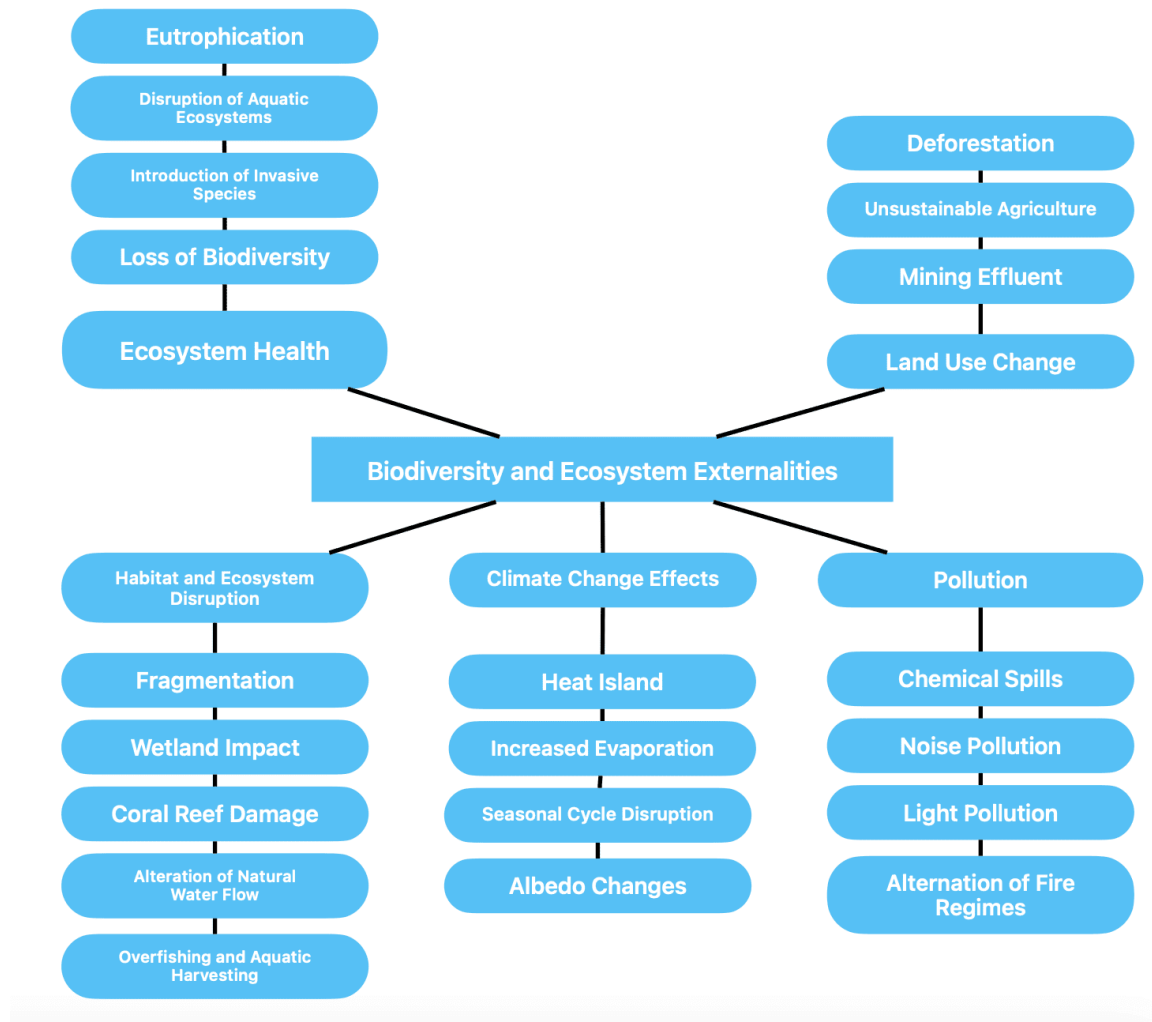 Eutrophication
Disruption of Aquatic
Ecosystems
Introduction of Invasive
Species
Loss of Biodiversity
Ecosystem Health
Deforestation
Unsustainable Agriculture
Mining Effluent
Land Use Change
Biodiversity and Ecosystem Externalities
Habitat and Ecosystem
Disruption
Fragmentation
Wetland Impact
Coral Reef Damage
Alteration of Natural
Water Flow
Overfishing and Aquatic
Harvesting
Climate Change Effects
Heat Island
Increased Evaporation
Seasonal Cycle Disruption
Albedo Changes
Pollution
Chemical Spills
Noise Pollution
Light Pollution
Alternation of Fire
Regimes